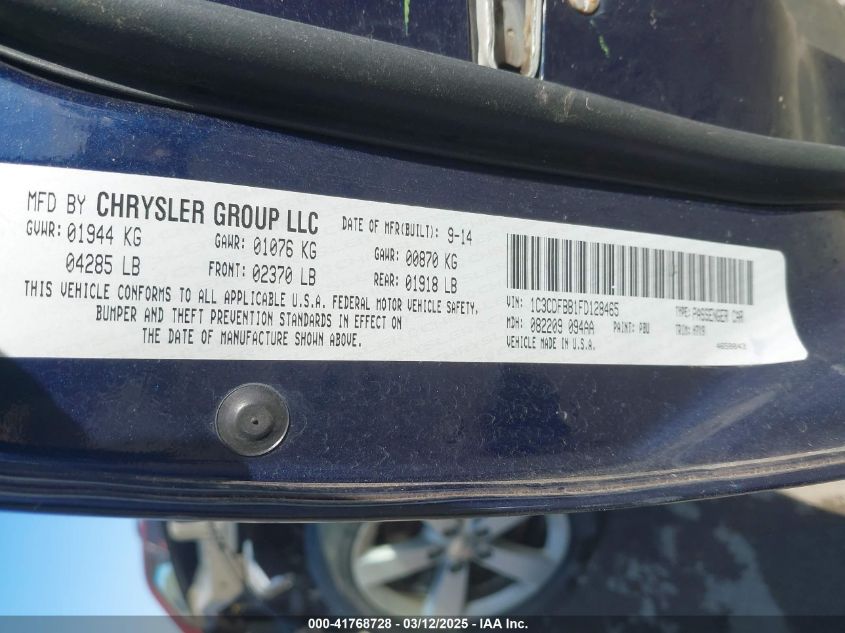 MFD BY CHRYSLER GROUP LLC DATE OF MFR(BUILT): 9-14
GVWR: 01944 KG GAWR: 01076 KG GAWR: 00870 KG
04285 LB FRONT: 02370 LB REAR: 01918 LB
THIS VEHICLE CONFORMS TO ALL APPLICABLE U.S.A. FEDERAL MOTOR VEHICLE SAFETY,
BUMPER AND THEFT PREVENTION STANDARDS IN EFFECT ON
THE DATE OF MANUFACTURE SHOWN ABOVE.
VIN: 1C3CDFBB1FD128465 TYPE: PASSENGER CAR
MDH: 082209 094AA PAINT: PBU TRIM:
VEHICLE MADE IN U.S.A.
000-41768728 - 03/12/2025 - IAA Inc.